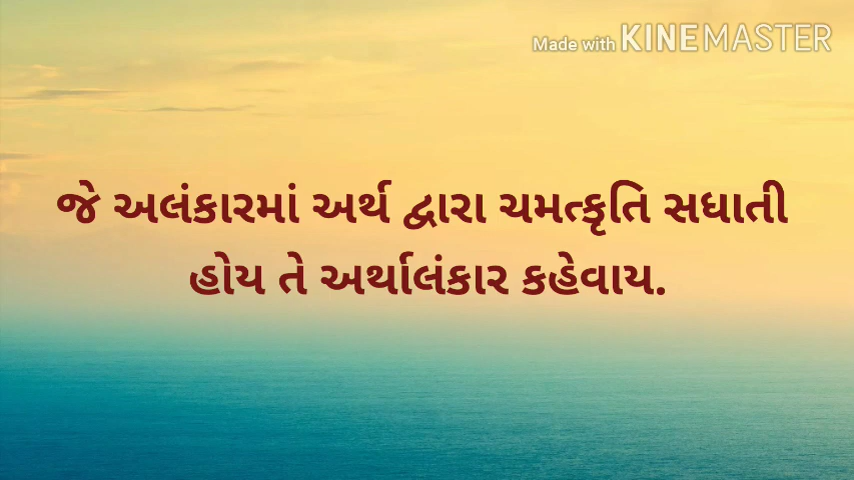 Made with KINEMASTER
જે અલંકારમાં અર્થ દ્વારા ચમત્કૃતિ સધાતી
હોય તે અર્થાલંકાર કહેવાય.